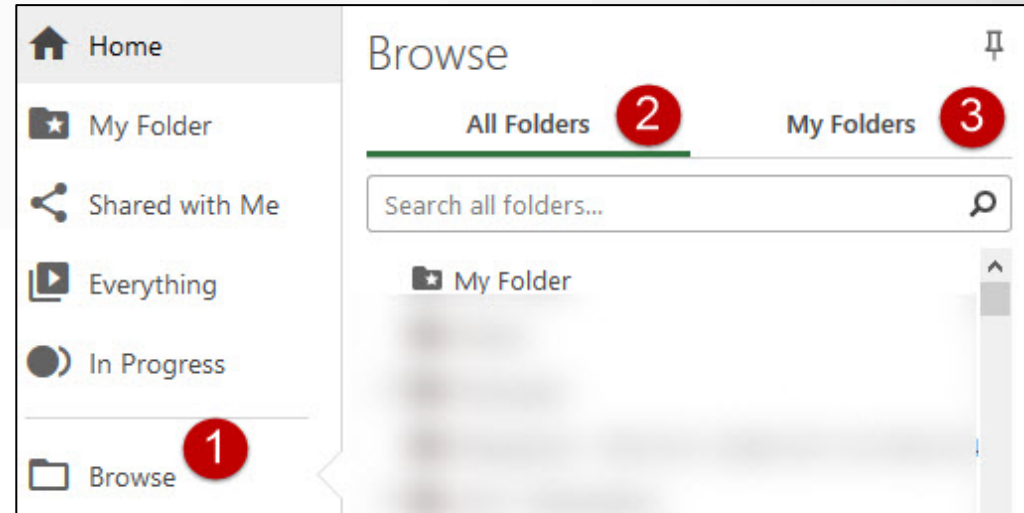 Home
My Folder
Shared with Me
Everything
In Progress
1
Browse
Browse
All Folders 2 My Folders 3
Search all folders...
My Folder